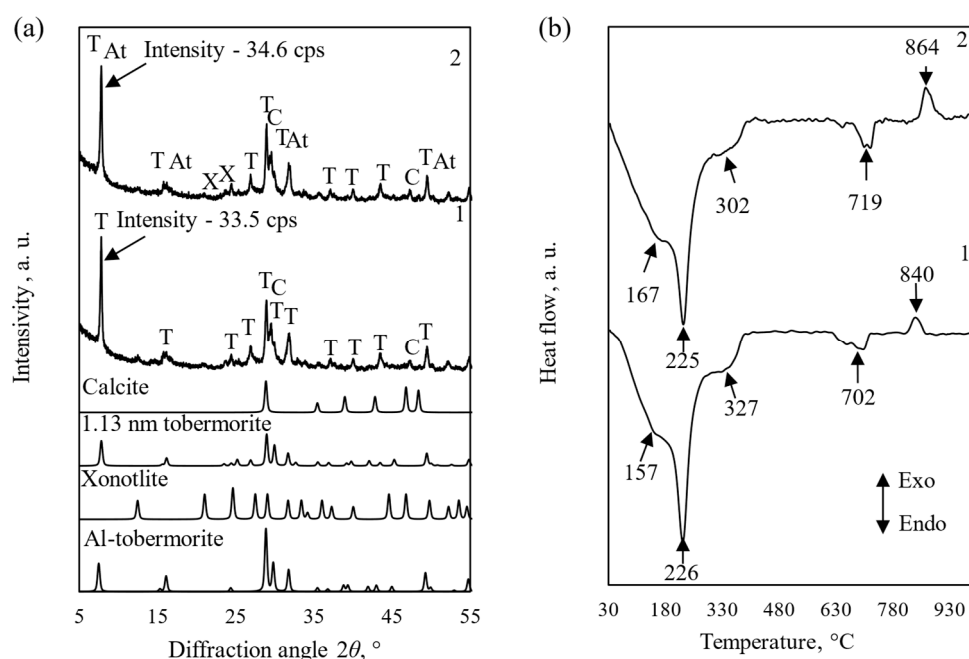 (a)
T At
Intensity - 34.6 cps
2
T
C
T At
T At
X X T
T T T C
T At
1
T
Intensity - 33.5 cps
T C
T T
T
T T
T T T C
T
Calcite
1.13 nm tobermorite
Xonotlite
Al-tobermorite
5 15 25 35 45 55
Diffraction angle 2θ, °
Intensivity, a. u.
(b)
864
2
302
719
167
225
840
1
327
702
157
226
Exo
Endo
30 180 330 480 630 780 930
Temperature, °C
Heat flow, a. u.